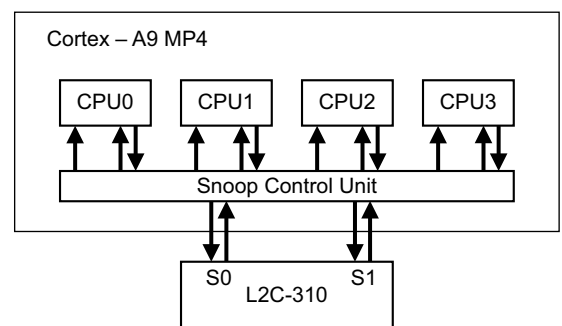 Cortex – A9 MP4
CPU0 CPU1 CPU2 CPU3
Snoop Control Unit
S0 S1
L2C-310